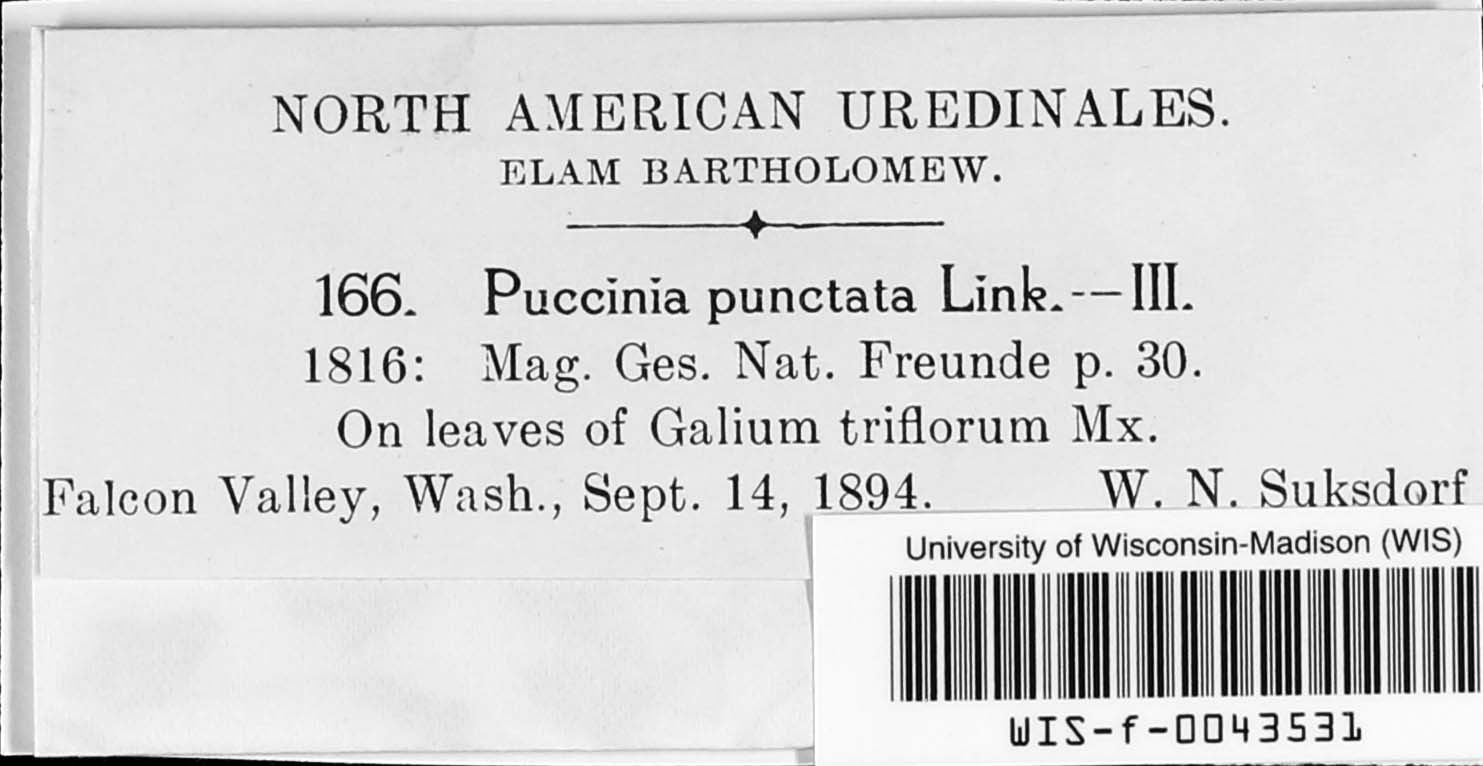 NORTH AMERICAN UREDINALES.
ELAM BARTHOLOMEW.
166. Puccinia punctata Link.--III.
1816: Mag. Ges. Nat. Freunde p. 30.
On leaves of Galium triflorum Mx.
Falcon Valley, Wash., Sept. 14, 1894. W. N. Suksdorf
University of Wisconsin-Madison (WIS)
WIS-f-0043531